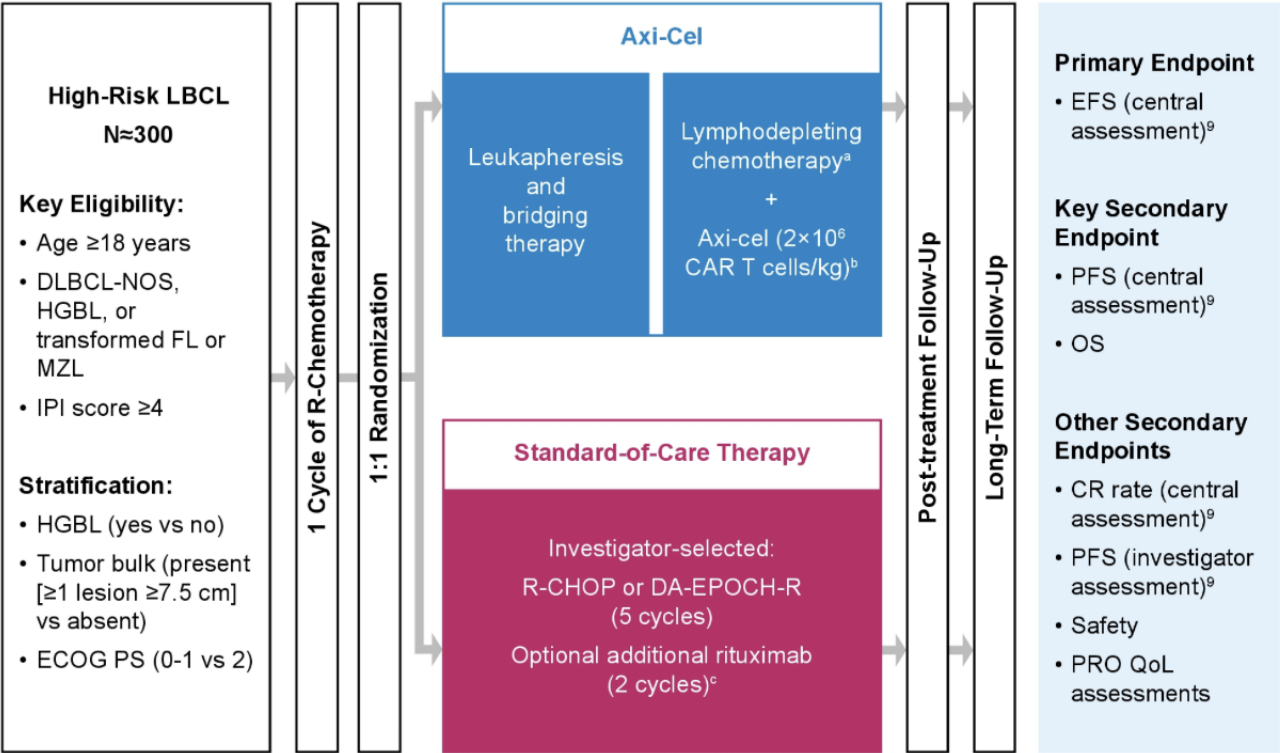 High-Risk LBCL
N≈300
Key Eligibility:
• Age ≥18 years
• DLBCL-NOS,
HGBL, or
transformed FL or
MZL
• IPI score ≥4
Stratification:
• HGBL (yes vs no)
• Tumor bulk (present
[≥1 lesion ≥7.5 cm]
vs absent)
• ECOG PS (0-1 vs 2)
1 Cycle of R-Chemotherapy
1:1 Randomization
Axi-Cel
Leukapheresis
and
bridging
therapy
Lymphodepleting
chemotherapyᵃ
+
Axi-cel (2×10⁶
CAR T cells/kg)ᵇ
Standard-of-Care Therapy
Investigator-selected:
R-CHOP or DA-EPOCH-R
(5 cycles)
Optional additional rituximab
(2 cycles)ᶜ
Post-treatment Follow-Up
Long-Term Follow-Up
Primary Endpoint
• EFS (central
assessment)⁹
Key Secondary
Endpoint
• PFS (central
assessment)⁹
• OS
Other Secondary
Endpoints
• CR rate (central
assessment)⁹
• PFS (investigator
assessment)⁹
• Safety
• PRO QoL
assessments